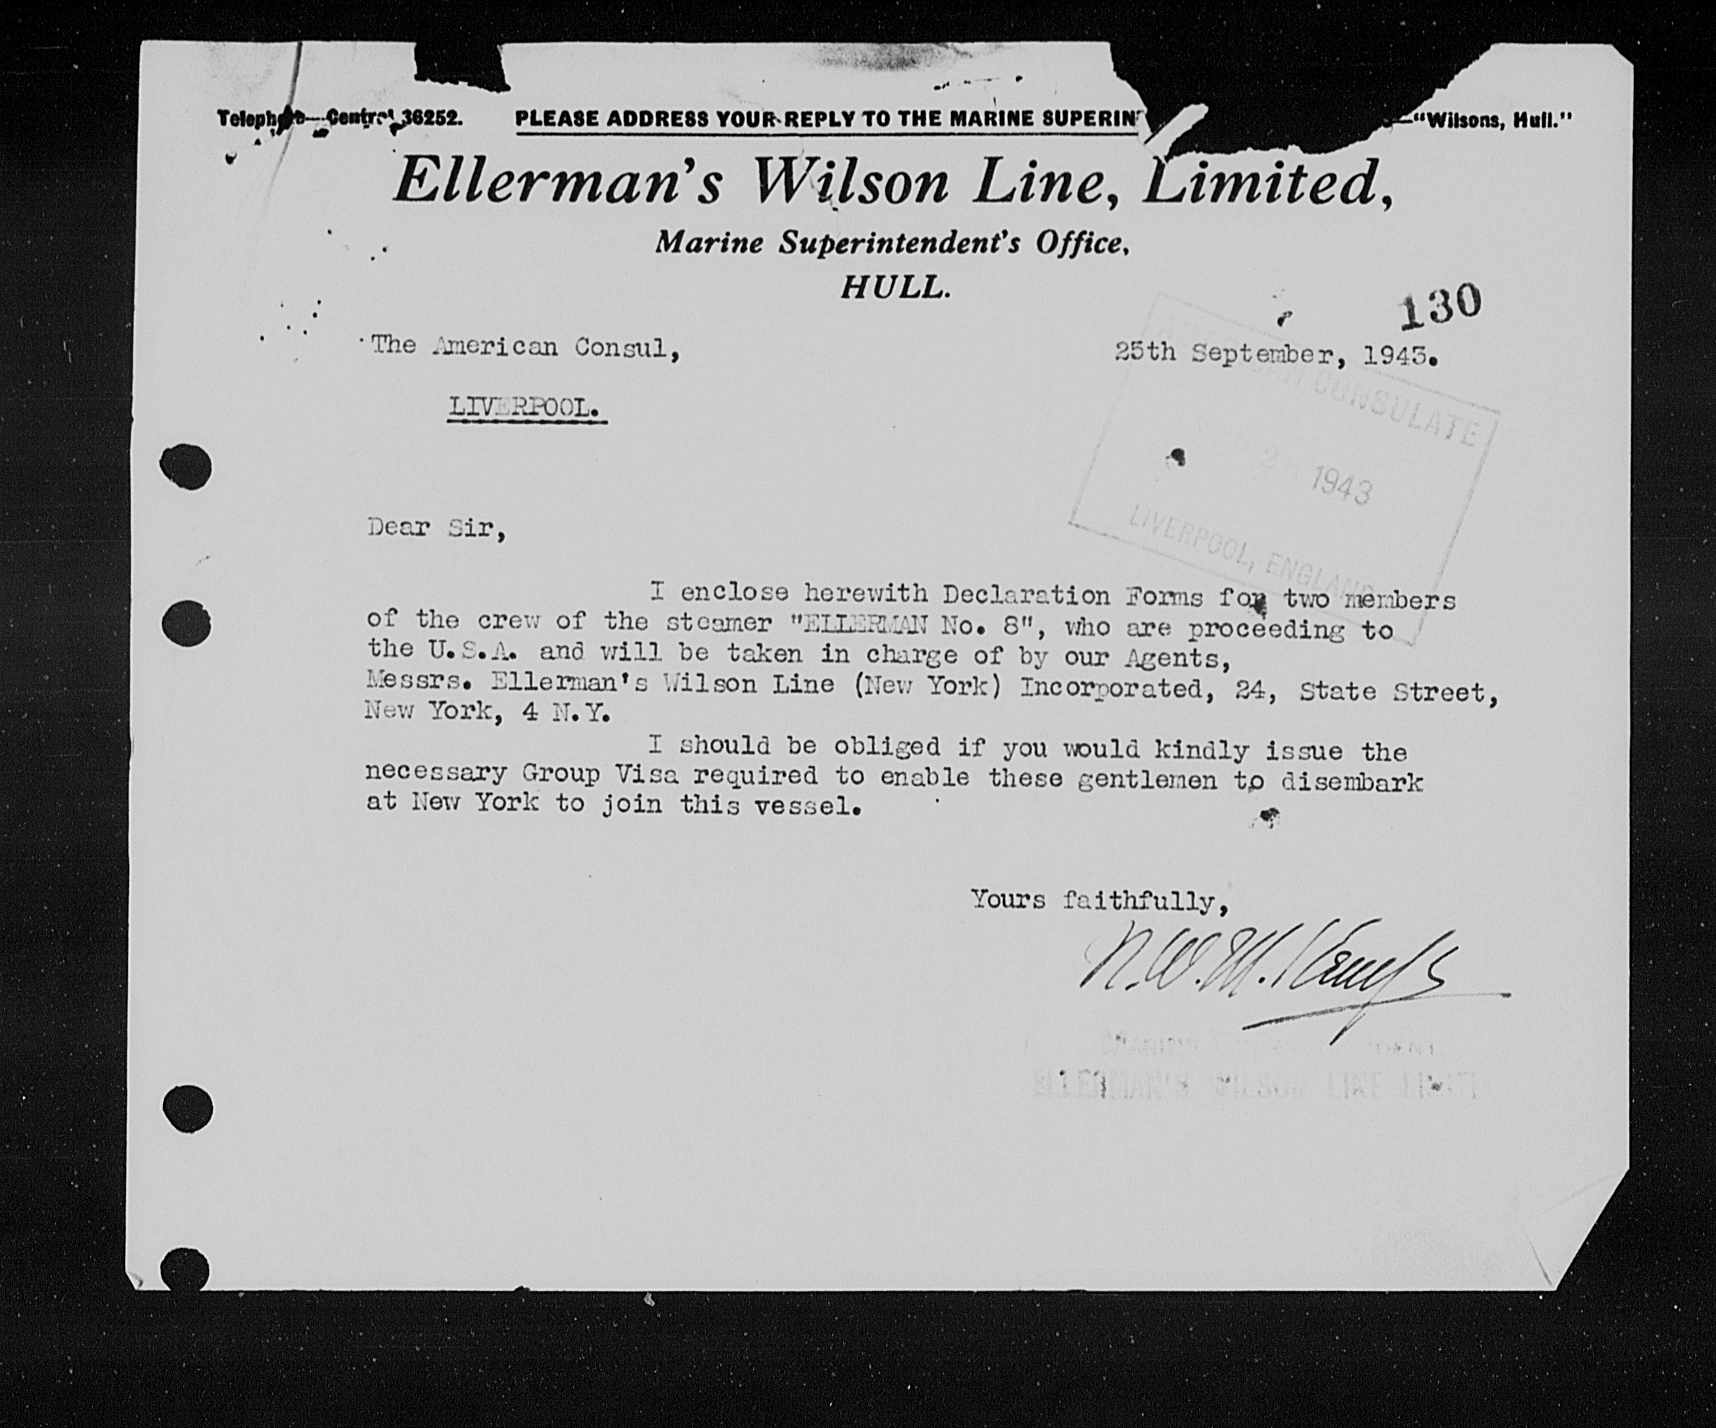 Telephone—Central 36252. PLEASE ADDRESS YOUR REPLY TO THE MARINE SUPERIN —"Wilsons, Hull."
Ellerman's Wilson Line, Limited,
Marine Superintendent's Office,
HULL.
130
The American Consul, 25th September, 1943.
LIVERPOOL.
CONSULATE
2 1943
LIVERPOOL, ENGLAND
Dear Sir,
I enclose herewith Declaration Forms for two members
of the crew of the steamer "ELLERMAN No. 8", who are proceeding to
the U.S.A. and will be taken in charge of by our Agents,
Messrs. Ellerman's Wilson Line (New York) Incorporated, 24, State Street,
New York, 4 N.Y.
I should be obliged if you would kindly issue the
necessary Group Visa required to enable these gentlemen to disembark
at New York to join this vessel.
Yours faithfully,
N.W.M.
ELLERMAN'S WILSON LINE